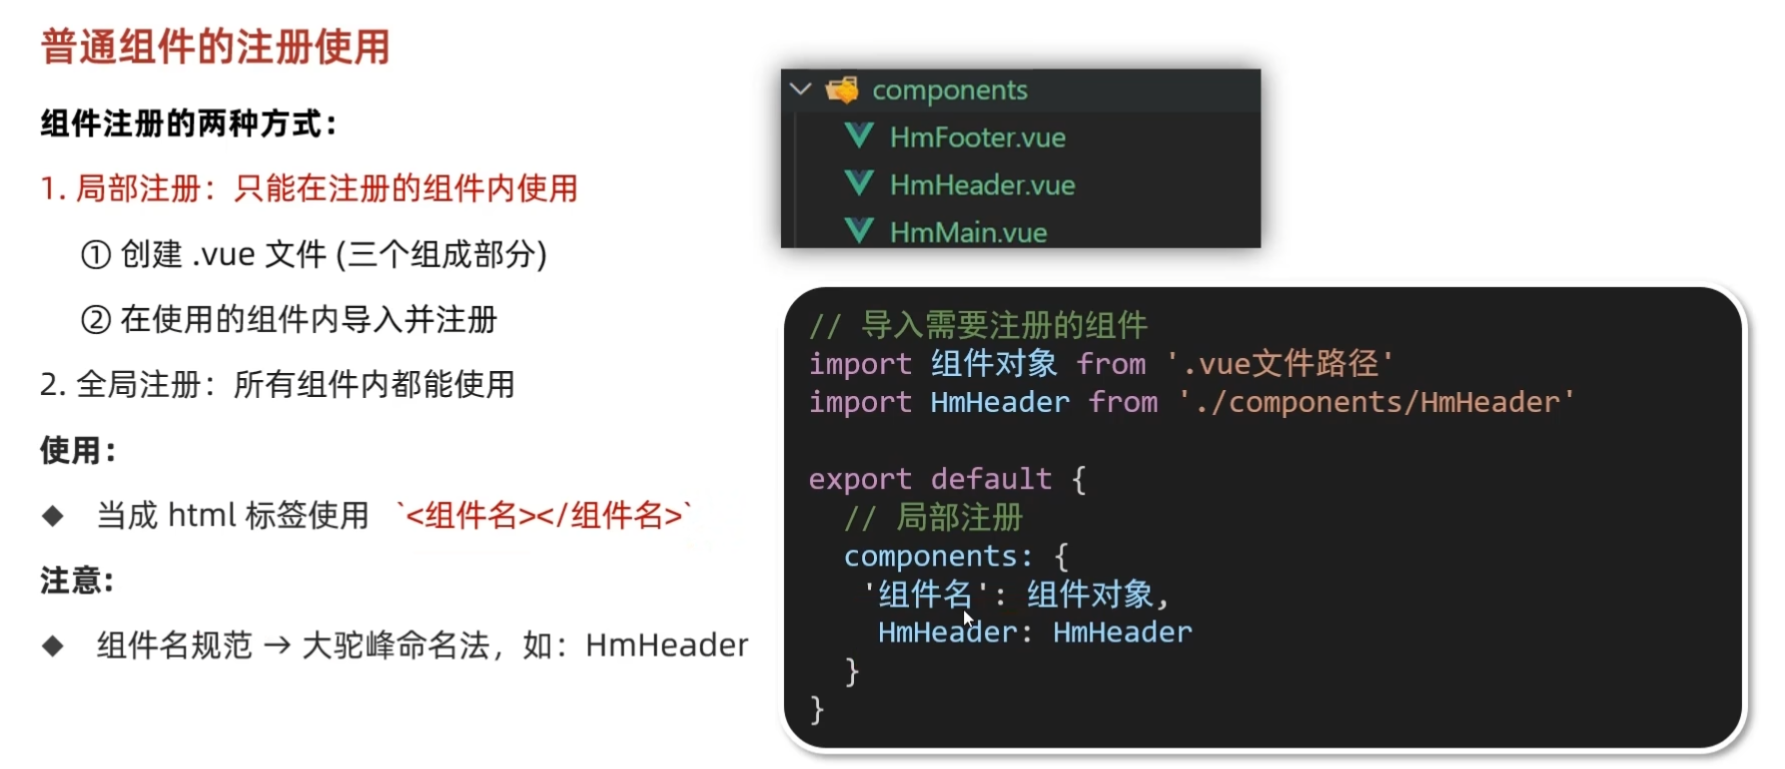 普通组件的注册使用
组件注册的两种方式：
1. 局部注册：只能在注册的组件内使用
① 创建 .vue 文件 (三个组成部分)
② 在使用的组件内导入并注册
2. 全局注册：所有组件内都能使用
使用：
◆ 当成 html 标签使用 `<组件名></组件名>`
注意：
◆ 组件名规范 → 大驼峰命名法，如：HmHeader
components
HmFooter.vue
HmHeader.vue
HmMain.vue
// 导入需要注册的组件
import 组件对象 from '.vue文件路径'
import HmHeader from './components/HmHeader'
export default {
// 局部注册
components: {
'组件名': 组件对象,
HmHeader: HmHeader
}
}